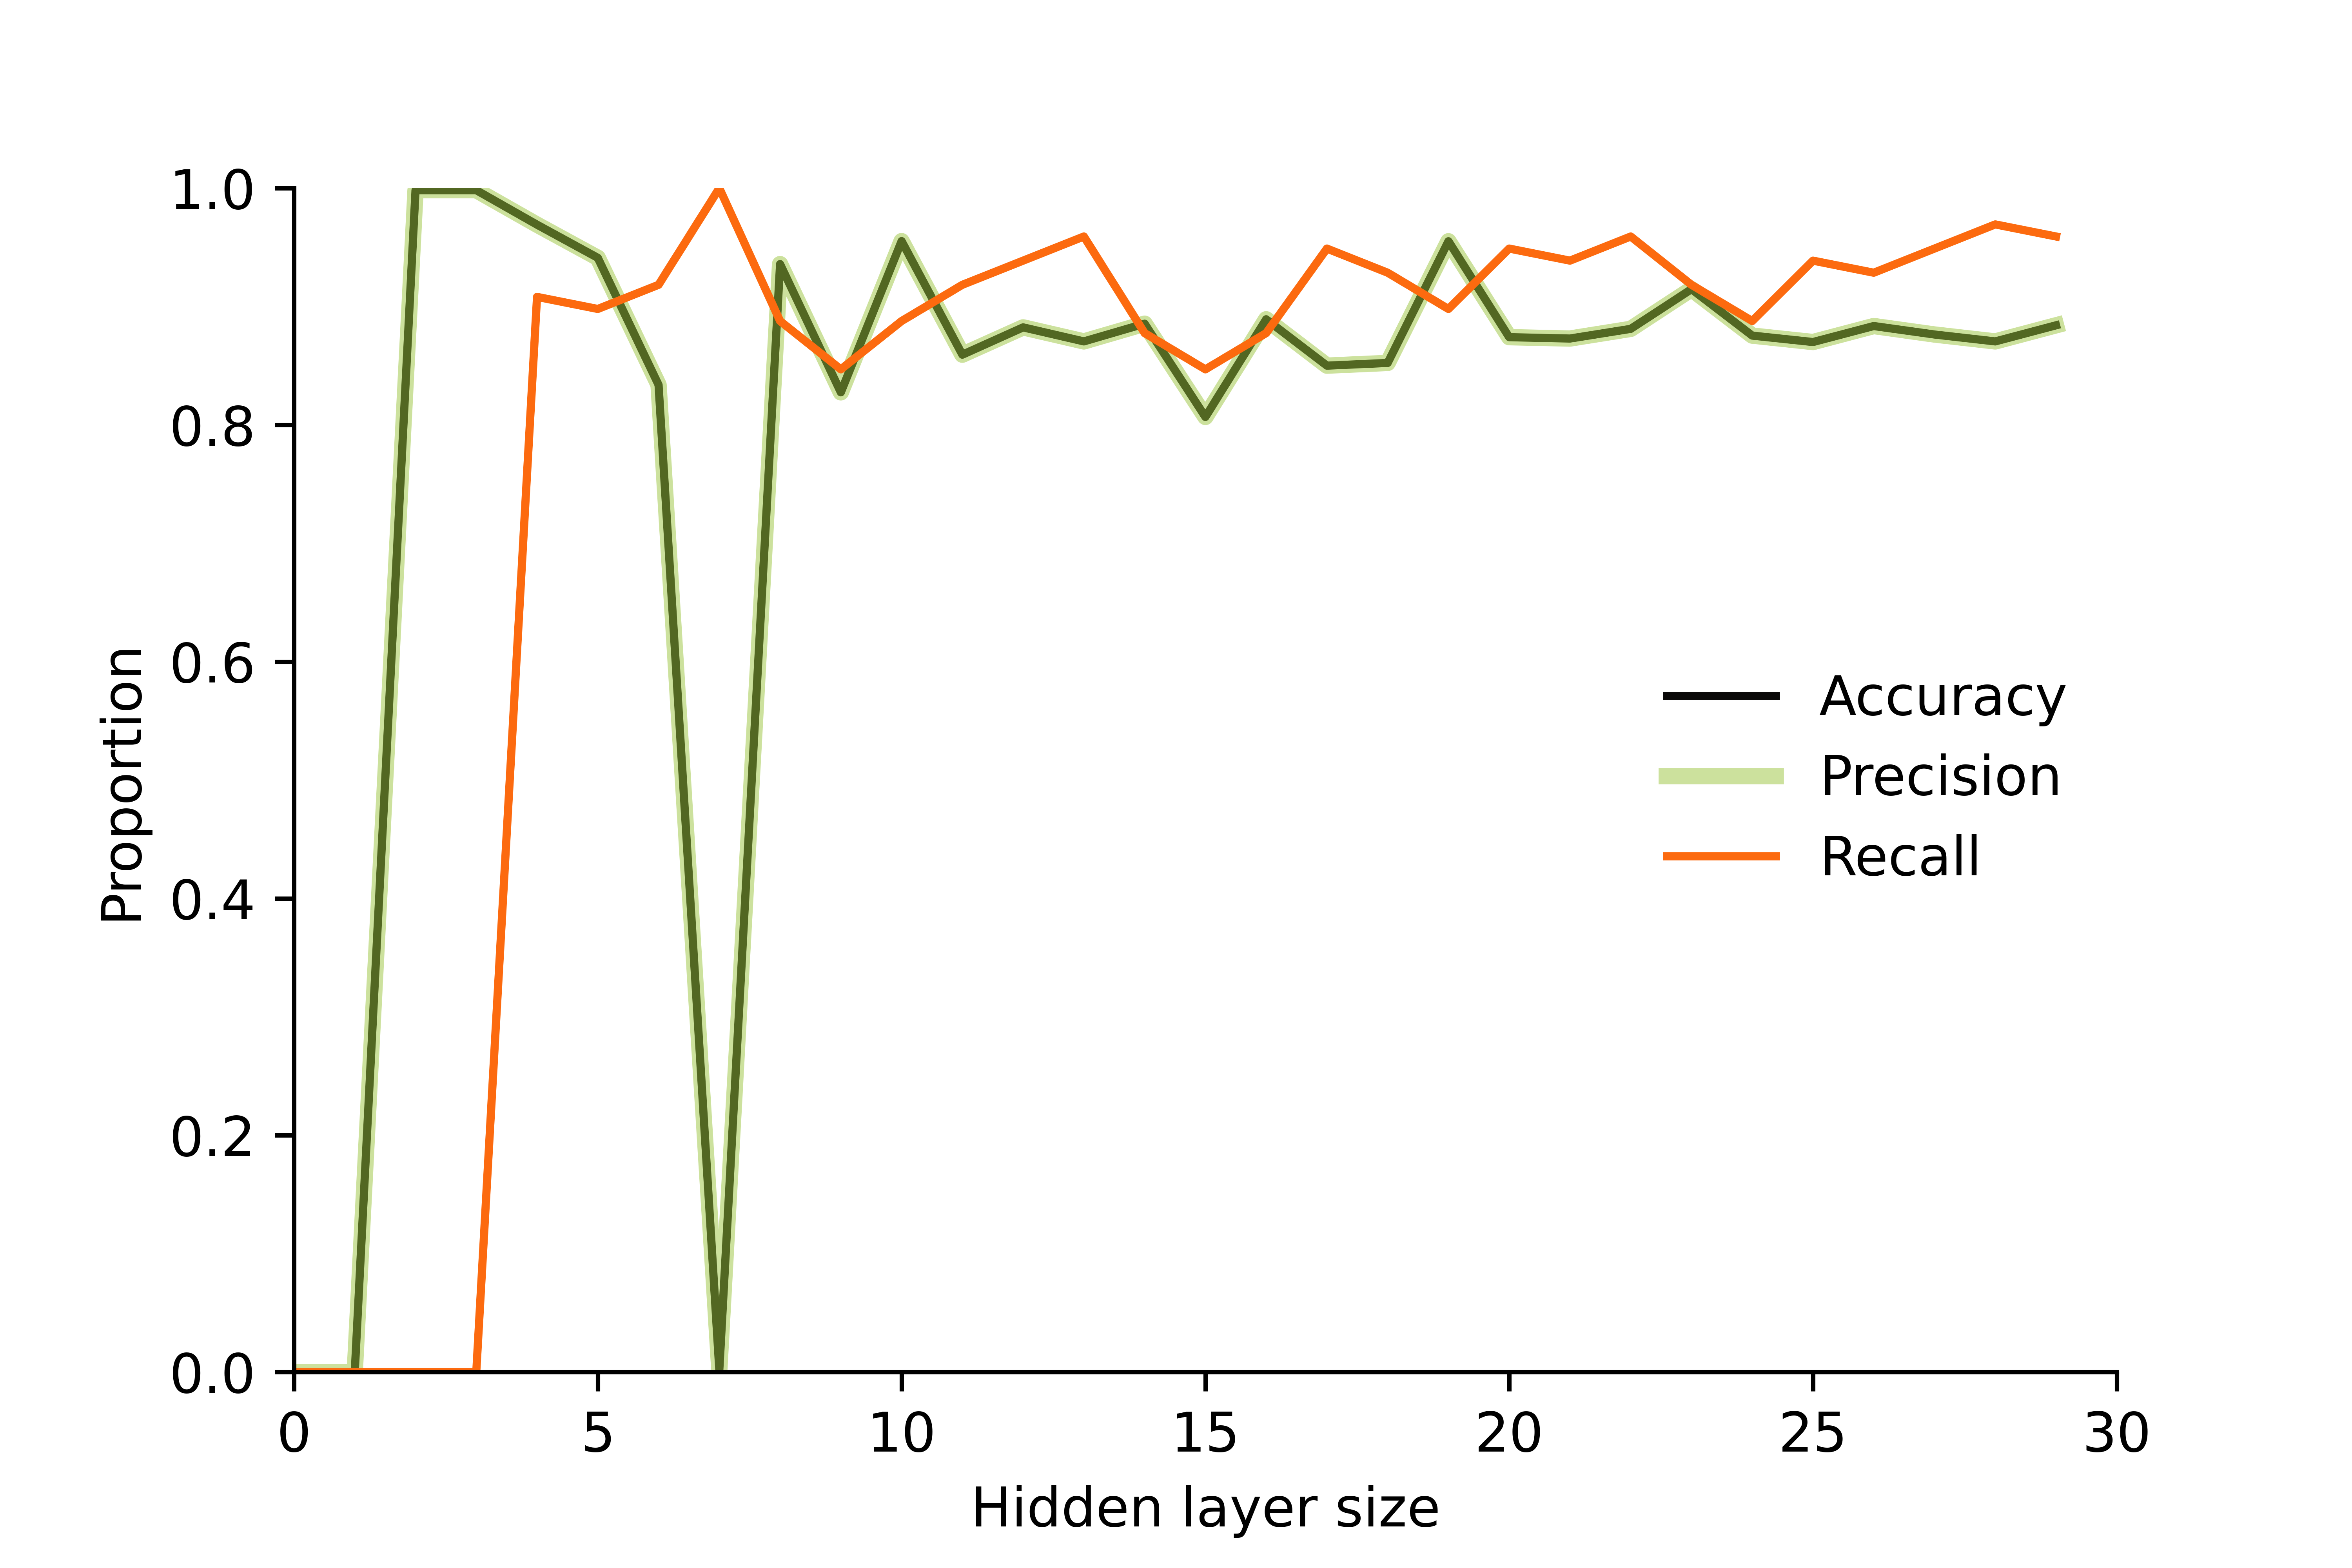 1.0
0.8
0.6
0.4
0.2
0.0
Proportion
0 5 10 15 20 25 30
Hidden layer size
Accuracy
Precision
Recall